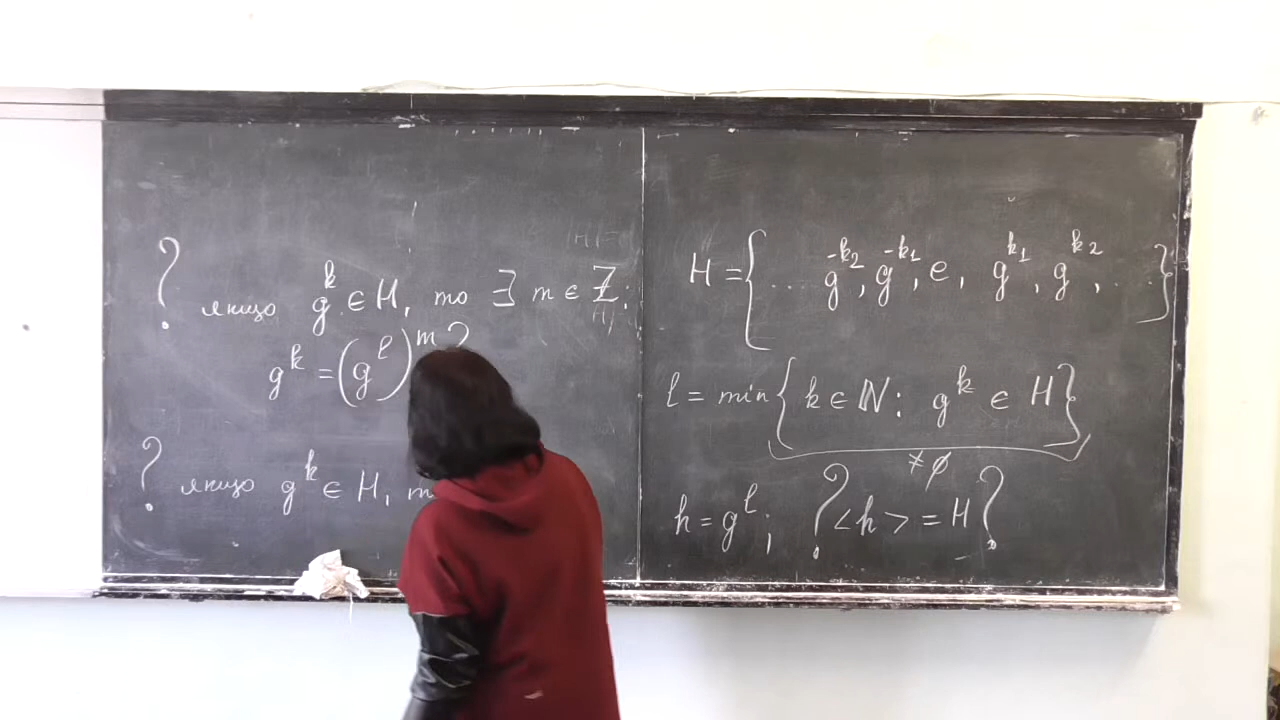 ? якщо g^k ∈ H, то ∃ m ∈ ℤ:
g^k = (g^ℓ)^m ?
? якщо g^k ∈ H,
H = { ... g^{-k_2}, g^{-k_1}, e, g^{k_1}, g^{k_2}, ... }
ℓ = min { k ∈ ℕ: g^k ∈ H }
≠ ∅
h = g^ℓ; ? <h> = H ?